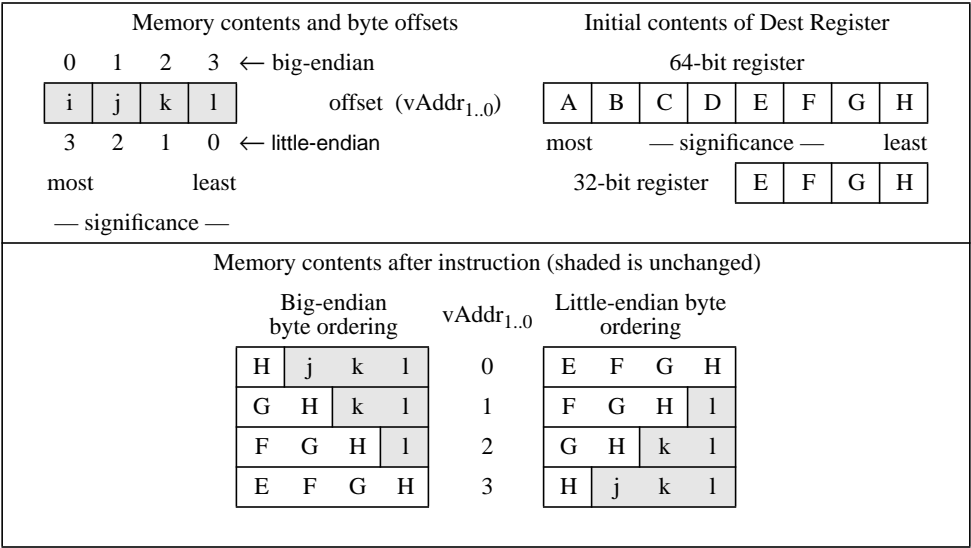 Memory contents and byte offsets
0 1 2 3 ← big-endian
i j k l offset (vAddr1..0)
3 2 1 0 ← little-endian
most least
— significance —
Initial contents of Dest Register
64-bit register
A B C D E F G H
most — significance — least
32-bit register E F G H
Memory contents after instruction (shaded is unchanged)
Big-endian
byte ordering
vAddr1..0
Little-endian byte
ordering
H j k l 0 E F G H
G H k l 1 F G H l
F G H l 2 G H k l
E F G H 3 H j k l